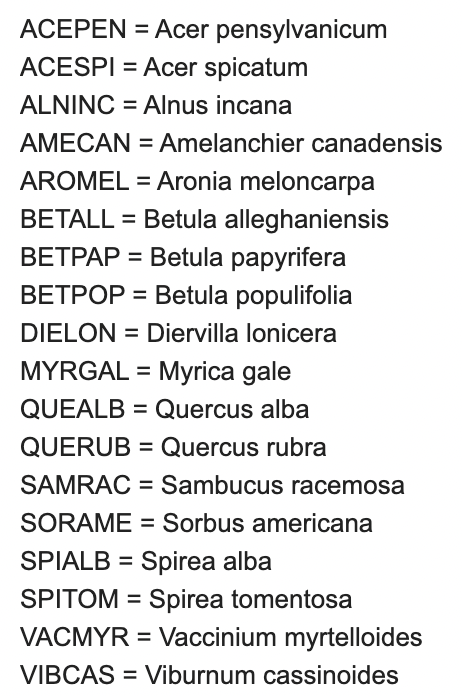 ACEPEN = Acer pensylvanicum
ACESPI = Acer spicatum
ALNINC = Alnus incana
AMECAN = Amelanchier canadensis
AROMEL = Aronia meloncarpa
BETALL = Betula alleghaniensis
BETPAP = Betula papyrifera
BETPOP = Betula populifolia
DIELON = Diervilla lonicera
MYRGAL = Myrica gale
QUEALB = Quercus alba
QUERUB = Quercus rubra
SAMRAC = Sambucus racemosa
SORAME = Sorbus americana
SPIALB = Spirea alba
SPITOM = Spirea tomentosa
VACMYR = Vaccinium myrtelloides
VIBCAS = Viburnum cassinoides